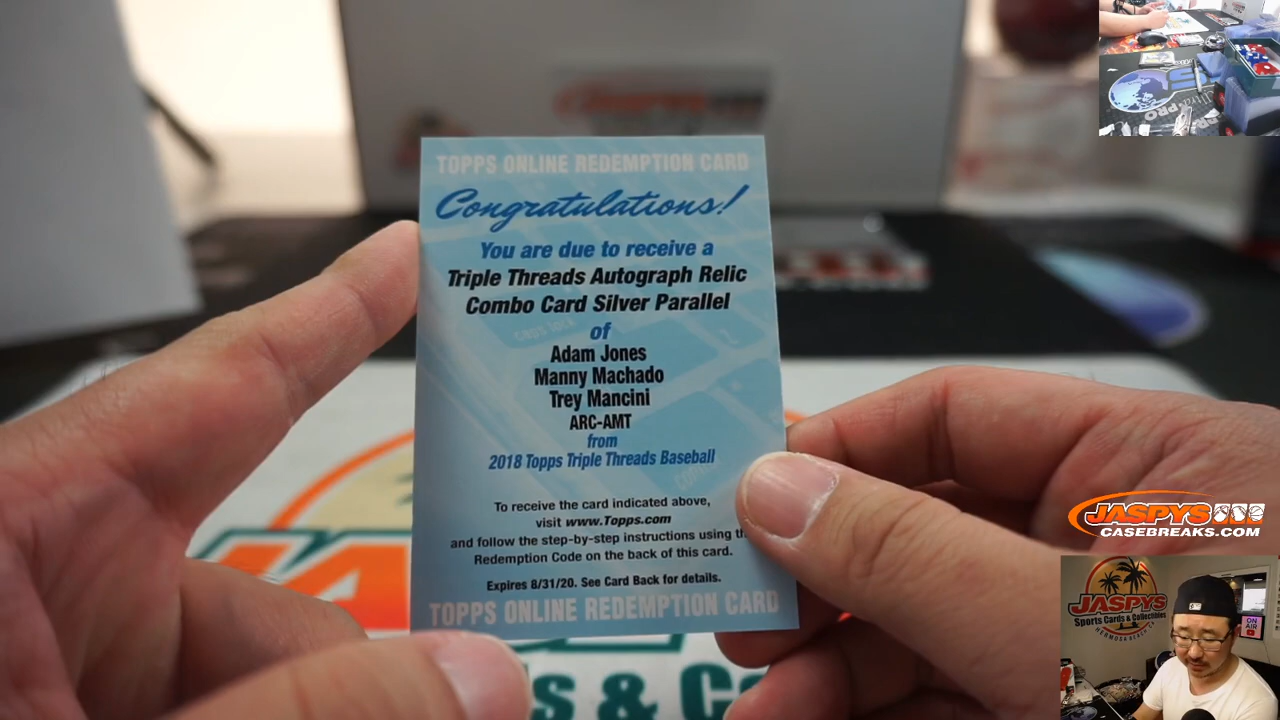 TOPPS ONLINE REDEMPTION CARD
Congratulations!
You are due to receive a
Triple Threads Autograph Relic
Combo Card Silver Parallel
of
Adam Jones
Manny Machado
Trey Mancini
ARC-AMT
from
2018 Topps Triple Threads Baseball
To receive the card indicated above,
visit www.Topps.com
and follow the step-by-step instructions using
Redemption Code on the back of this card.
Expires 8/31/20. See Card Back for details.
TOPPS ONLINE REDEMPTION CARD
JASPYS
JASPYS
CASEBREAKS.COM
JASPYS
Sports Cards & Collectibles
HERMOSA BEACH, CA
ON
AIR